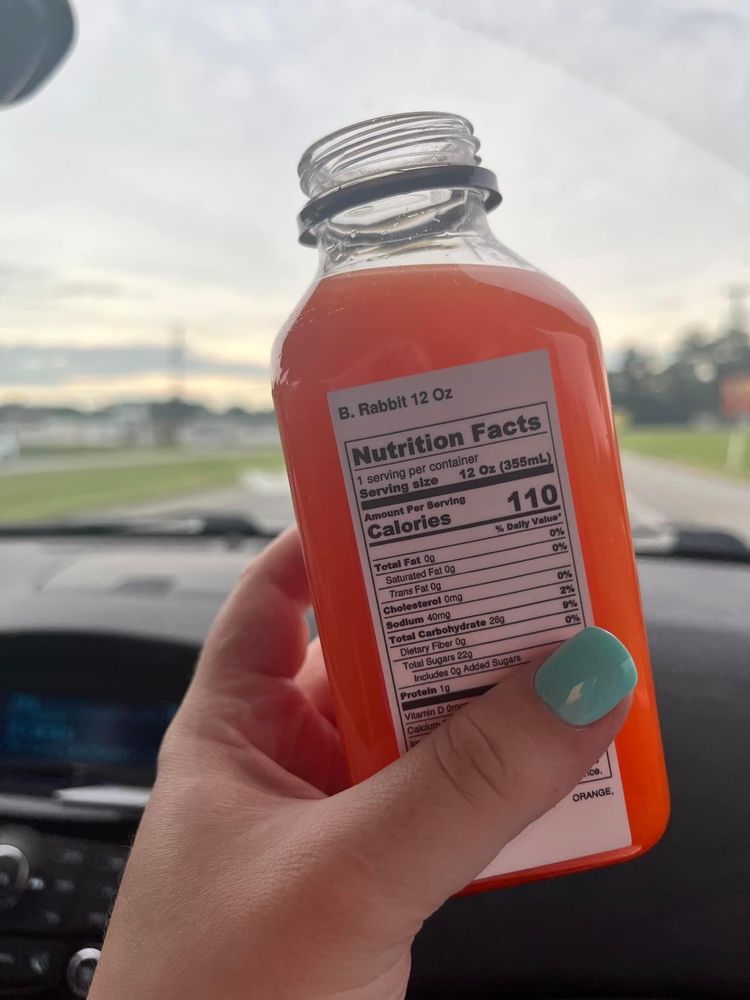 B. Rabbit 12 Oz
Nutrition Facts
1 serving per container
Serving size 12 Oz (355mL)
Amount Per Serving
Calories 110
% Daily Value*
Total Fat 0g 0%
Saturated Fat 0g 0%
Trans Fat 0g
Cholesterol 0mg 0%
Sodium 40mg 2%
Total Carbohydrate 26g 9%
Dietary Fiber 0g 0%
Total Sugars 22g
Includes 0g Added Sugars
Protein 1g
Vitamin D
ORANGE,